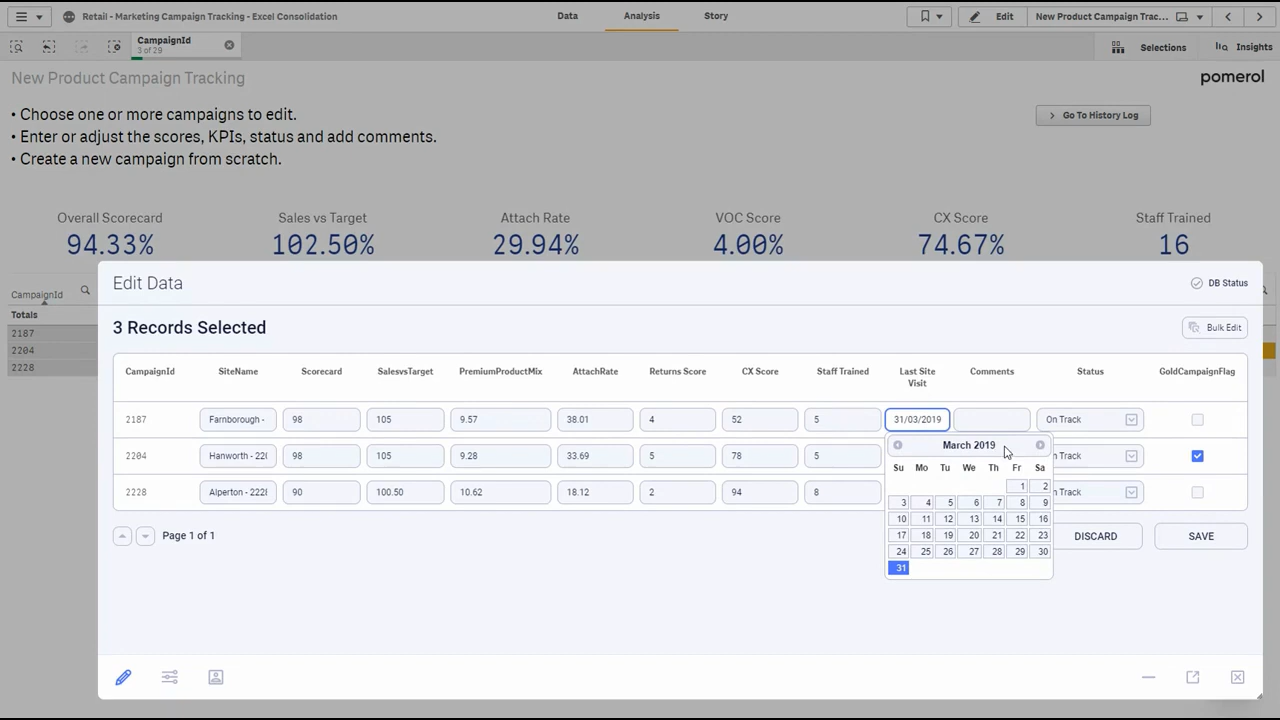 Retail - Marketing Campaign Tracking - Excel Consolidation
Data
Analysis
Story
Edit
New Product Campaign Trac...
CampaignId
3 of 29
Selections
Insights
New Product Campaign Tracking
pomerol
• Choose one or more campaigns to edit.
• Enter or adjust the scores, KPIs, status and add comments.
• Create a new campaign from scratch.
Go To History Log
Overall Scorecard
Sales vs Target
Attach Rate
VOC Score
CX Score
Staff Trained
94.33%
102.50%
29.94%
4.00%
74.67%
16
CampaignId
Totals
2187
2204
2228
Edit Data
DB Status
3 Records Selected
Bulk Edit
CampaignId SiteName Scorecard SalesvsTarget PremiumProductMix AttachRate Returns Score CX Score Staff Trained Last Site Visit Comments Status GoldCampaignFlag
2187 Farnborough - 98 105 9.57 38.01 4 52 5 31/03/2019 On Track
2204 Hanworth - 220 98 105 9.28 33.69 5 78 5 n Track
2228 Alperton - 2228 90 100.50 10.62 18.12 2 94 8 n Track
March 2019
Su Mo Tu We Th Fr Sa
1 2
3 4 5 6 7 8 9
10 11 12 13 14 15 16
17 18 19 20 21 22 23
24 25 26 27 28 29 30
31
Page 1 of 1
DISCARD
SAVE